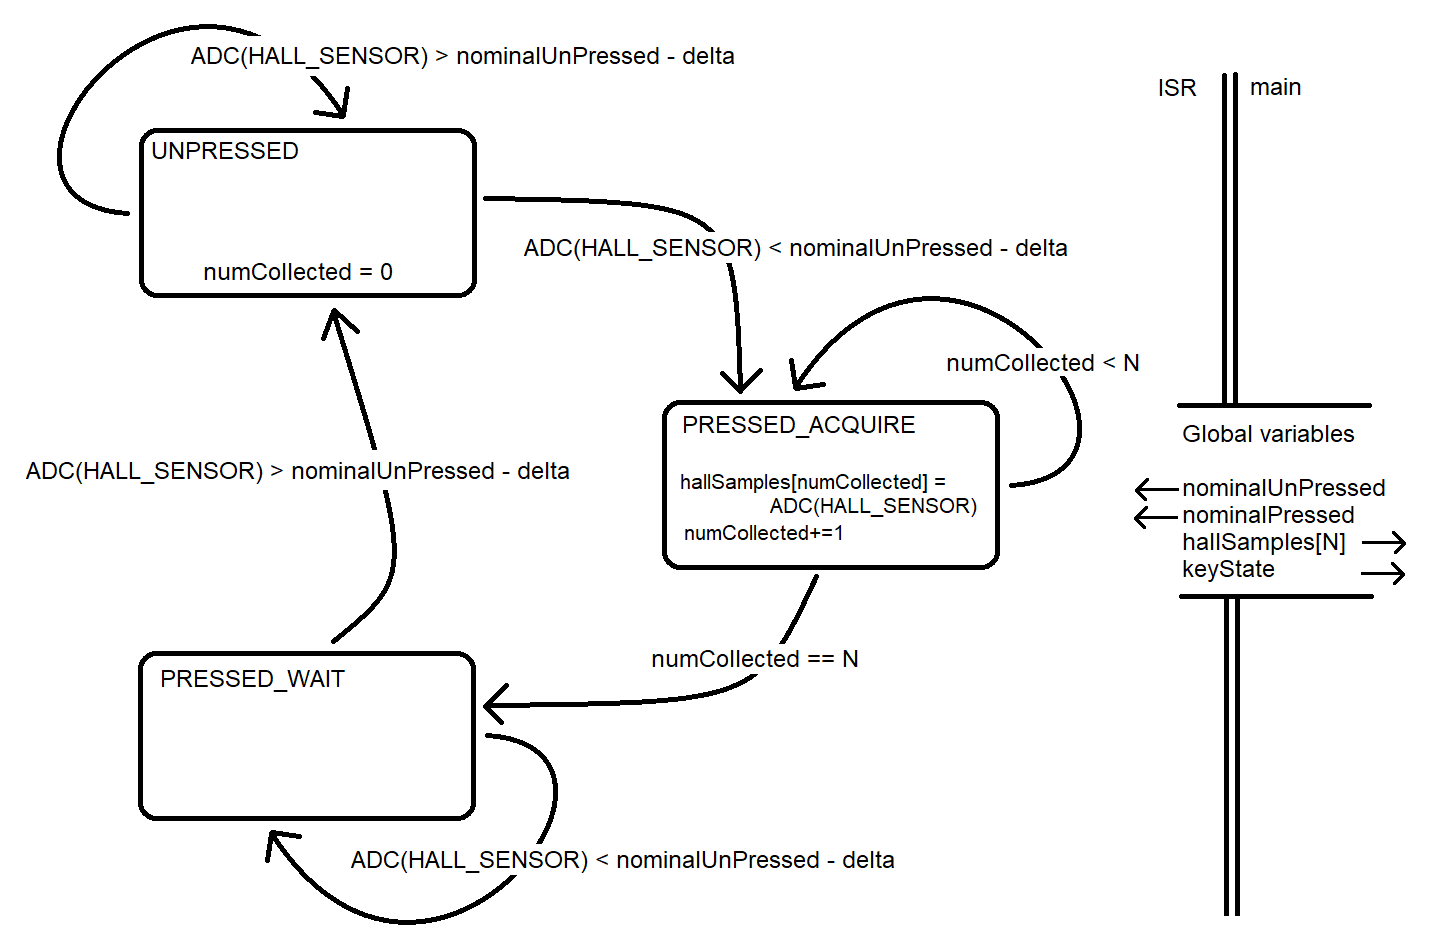 ADC(HALL_SENSOR) > nominalUnPressed - delta
ISR
main
UNPRESSED
numCollected = 0
ADC(HALL_SENSOR) < nominalUnPressed - delta
numCollected < N
PRESSED_ACQUIRE
hallSamples[numCollected] =
ADC(HALL_SENSOR)
numCollected+=1
Global variables
nominalUnPressed
nominalPressed
hallSamples[N]
keyState
ADC(HALL_SENSOR) > nominalUnPressed - delta
numCollected == N
PRESSED_WAIT
ADC(HALL_SENSOR) < nominalUnPressed - delta